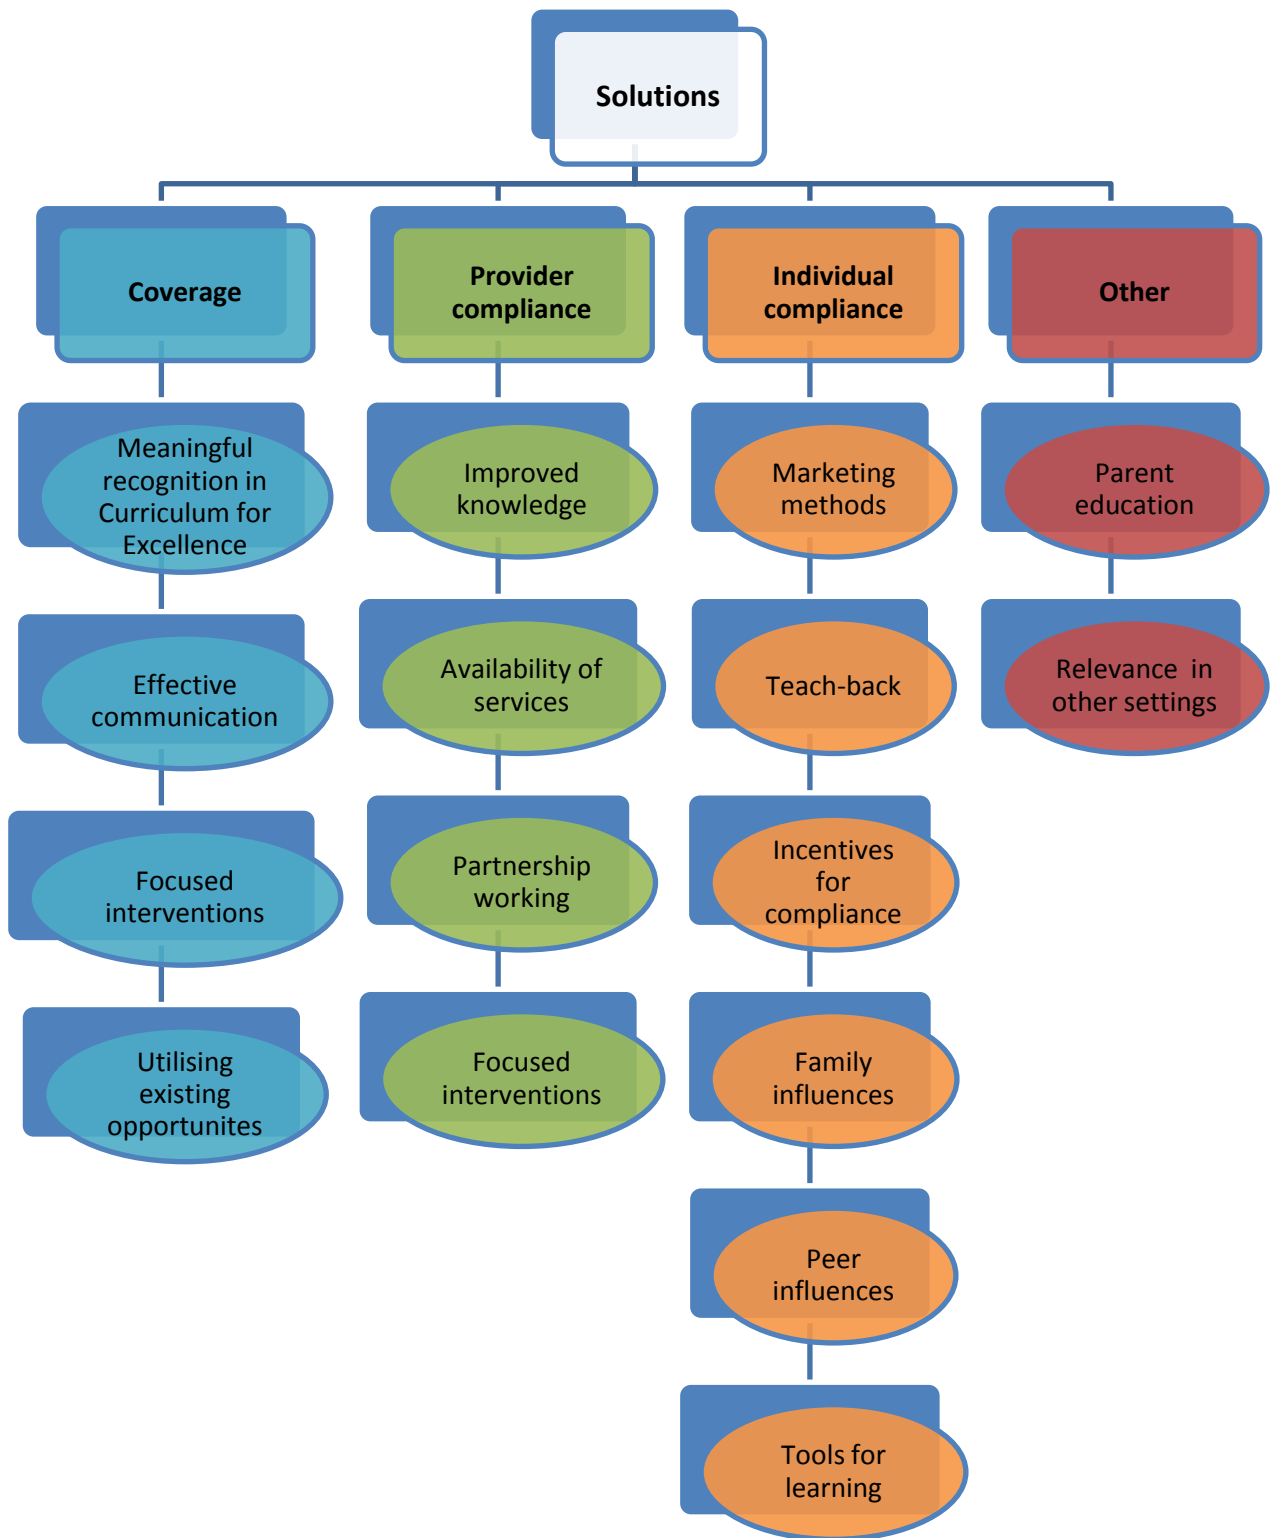 Solutions
Coverage
Provider
compliance
Individual
compliance
Other
Meaningful
recognition in
Curriculum for
Excellence
Effective
communication
Focused
interventions
Utilising
existing
opportunites
Improved
knowledge
Availability of
services
Partnership
working
Focused
interventions
Marketing
methods
Teach-back
Incentives
for
compliance
Family
influences
Peer
influences
Tools for
learning
Parent
education
Relevance  in
other settings